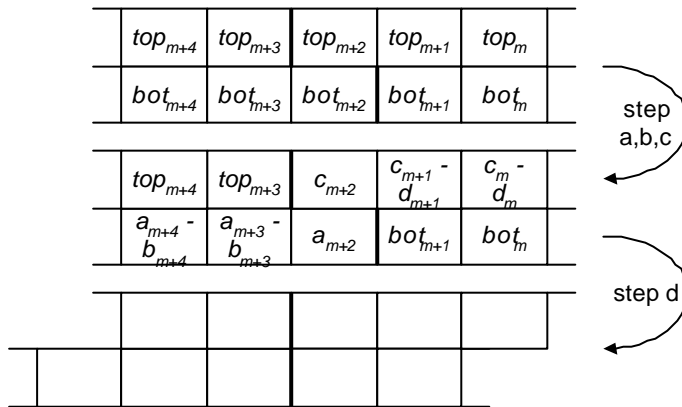 top_{m+4} top_{m+3} top_{m+2} top_{m+1} top_m
bot_{m+4} bot_{m+3} bot_{m+2} bot_{m+1} bot_m
step
a,b,c
top_{m+4} top_{m+3} c_{m+2} c_{m+1} - d_{m+1} c_m - d_m
a_{m+4} - b_{m+4} a_{m+3} - b_{m+3} a_{m+2} bot_{m+1} bot_m
step d